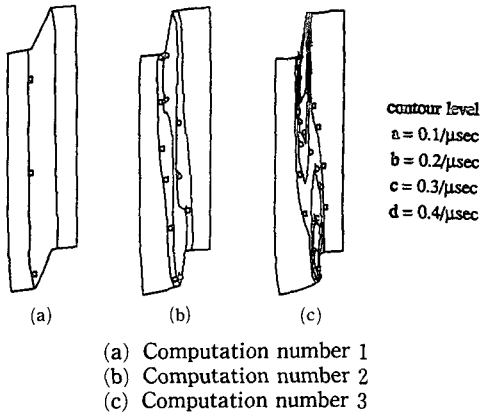 contour level
a = 0.1/μsec
b = 0.2/μsec
c = 0.3/μsec
d = 0.4/μsec
(a)
(b)
(c)
(a) Computation number 1
(b) Computation number 2
(c) Computation number 3